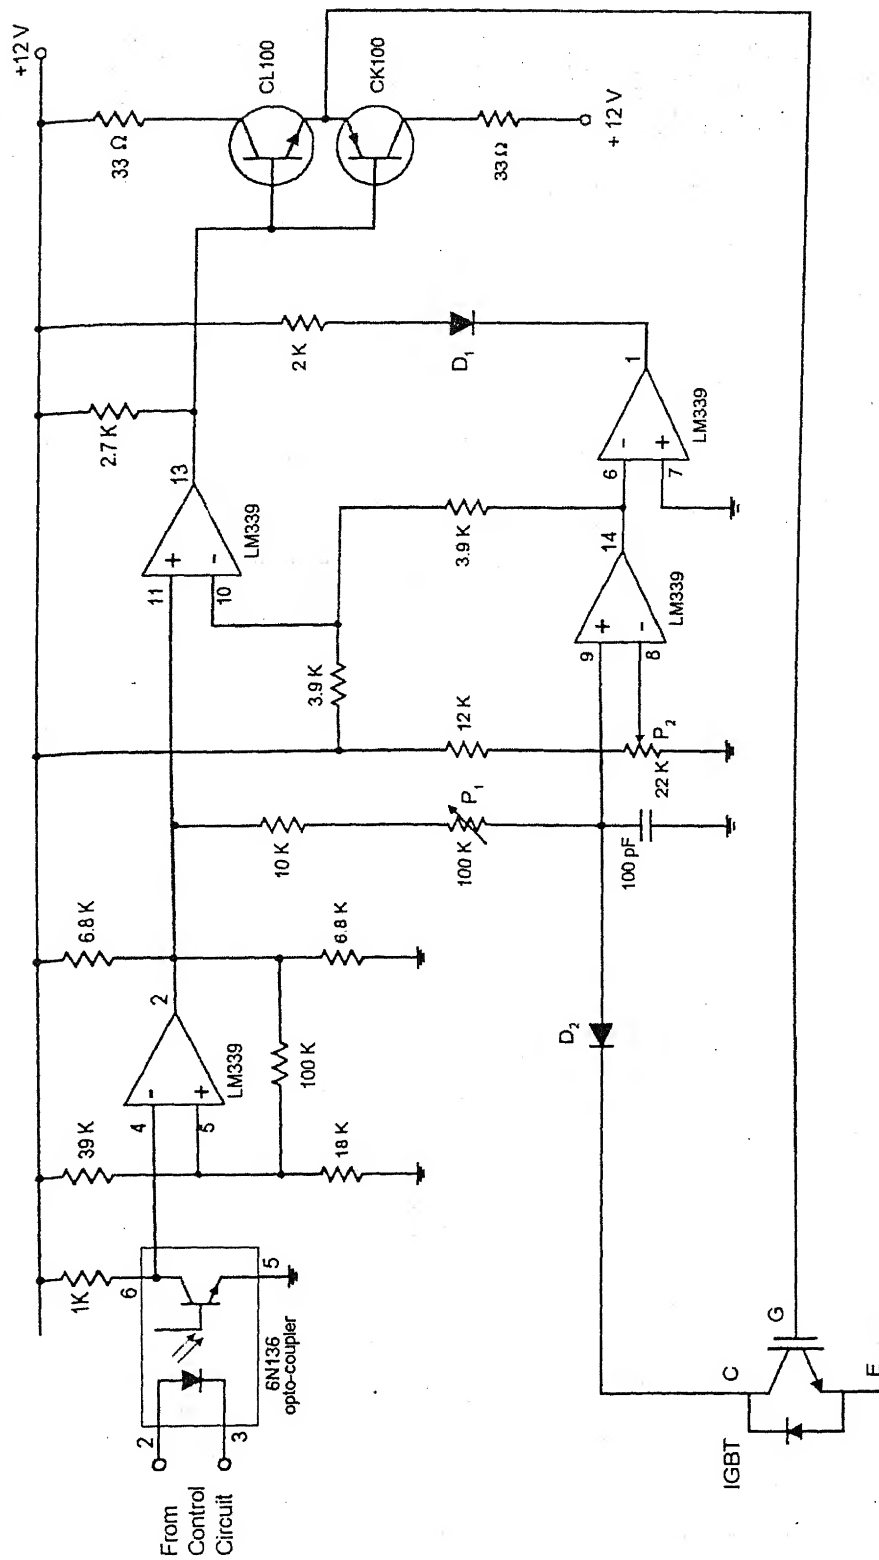 +12 V
33 Ω
CL100
CK100
33 Ω
+ 12 V
2.7 K
2 K
D₁
13
LM339
11
+
-
10
3.9 K
3.9 K
1
LM339
6
-
+
7
14
LM339
9
+
-
8
12 K
P₂
22 K
10 K
P₁
100 K
100 pF
6.8 K
6.8 K
2
LM339
100 K
4
-
+
5
39 K
18 K
D₂
1K
6
5
6N136
opto-coupler
2
3
From
Control
Circuit
C
G
IGBT